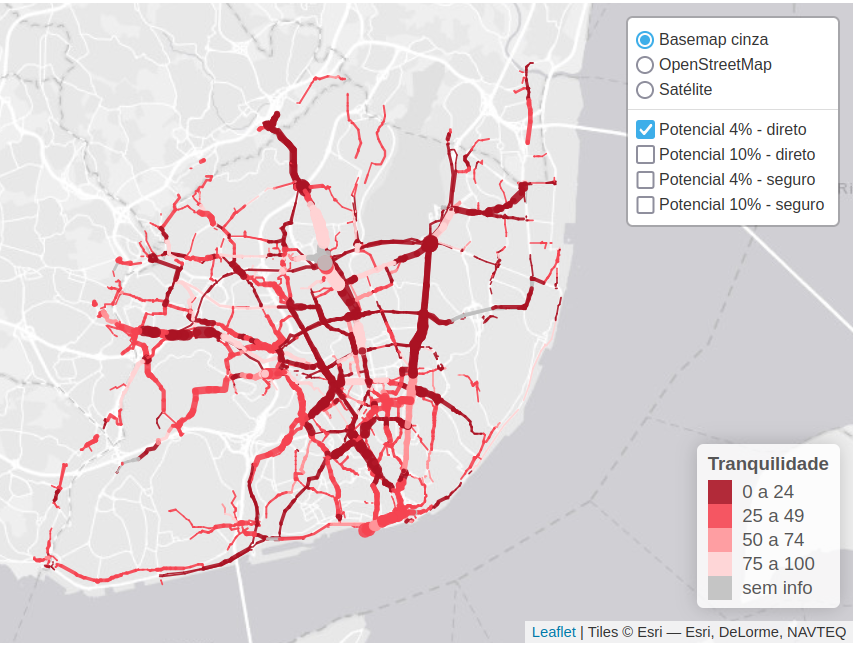 Basemap cinza
OpenStreetMap
Satélite
Potencial 4% - direto
Potencial 10% - direto
Potencial 4% - seguro
Potencial 10% - seguro
Ri
Tranquilidade
0 a 24
25 a 49
50 a 74
75 a 100
sem info
Leaflet | Tiles © Esri — Esri, DeLorme, NAVTEQ